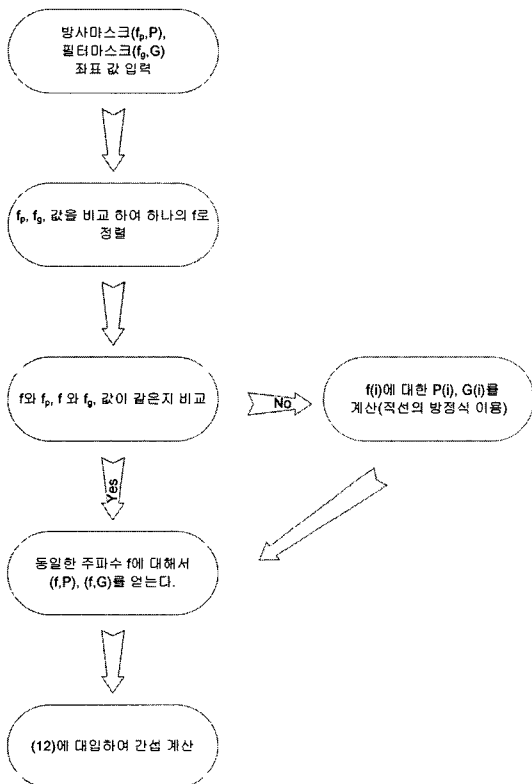 방사마스크(fp,P),
필터마스크(fg,G)
좌표 값 입력
fp, fg, 값을 비교 하여 하나의 f로
정렬
f와 fp, f 와 fg, 값이 같은지 비교
No
f(i)에 대한 P(i), G(i)를
계산(직선의 방정식 이용)
Yes
동일한 주파수 f에 대해서
(f,P), (f,G)를 얻는다.
(12)에 대입하여 간섭 계산